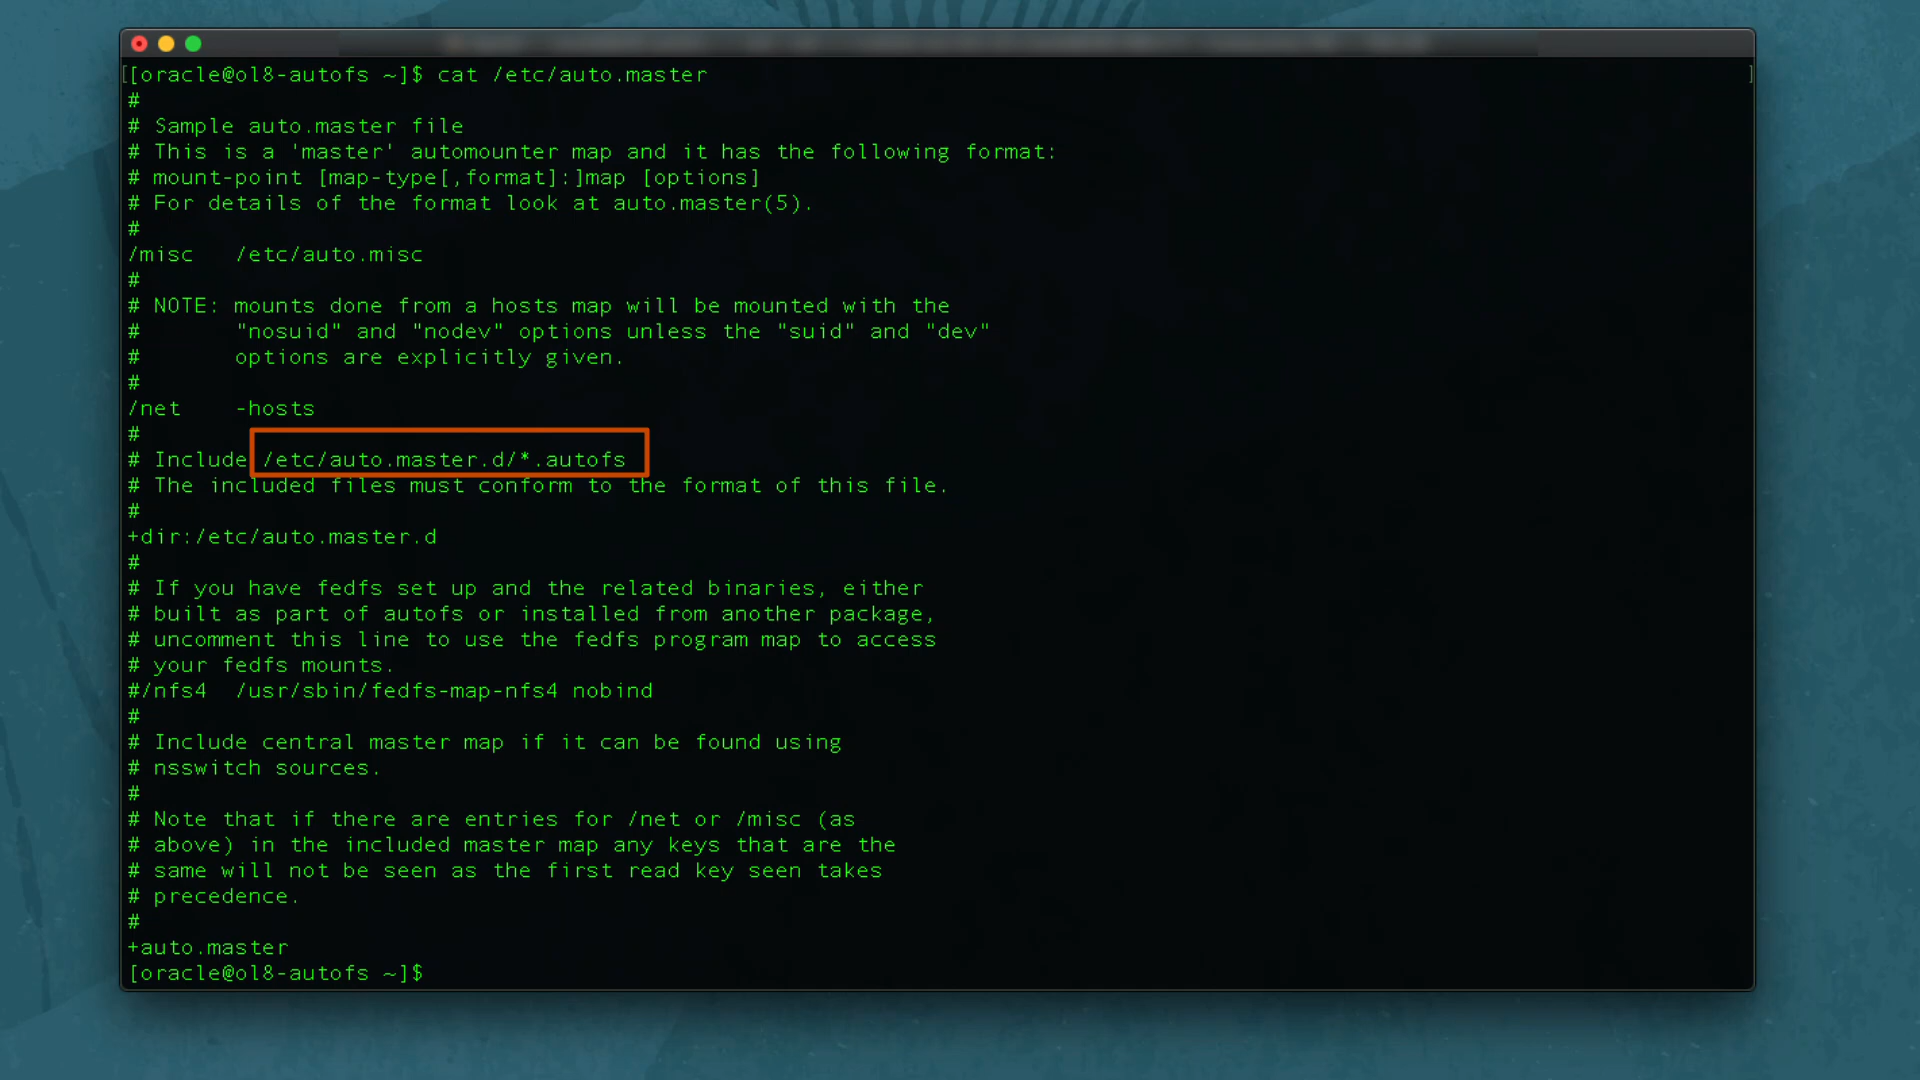 [[oracle@ol8-autofs ~]$ cat /etc/auto.master ]
#
# Sample auto.master file
# This is a 'master' automounter map and it has the following format:
# mount-point [map-type[,format]:]map [options]
# For details of the format look at auto.master(5).
#
/misc   /etc/auto.misc
#
# NOTE: mounts done from a hosts map will be mounted with the
#       "nosuid" and "nodev" options unless the "suid" and "dev"
#       options are explicitly given.
#
/net    -hosts
#
# Include /etc/auto.master.d/*.autofs
# The included files must conform to the format of this file.
#
+dir:/etc/auto.master.d
#
# If you have fedfs set up and the related binaries, either
# built as part of autofs or installed from another package,
# uncomment this line to use the fedfs program map to access
# your fedfs mounts.
#/nfs4  /usr/sbin/fedfs-map-nfs4 nobind
#
# Include central master map if it can be found using
# nsswitch sources.
#
# Note that if there are entries for /net or /misc (as
# above) in the included master map any keys that are the
# same will not be seen as the first read key seen takes
# precedence.
#
+auto.master
[oracle@ol8-autofs ~]$